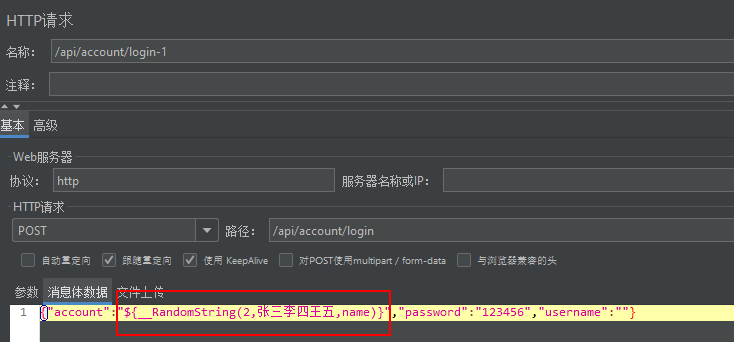 HTTP请求
名称： /api/account/login-1
注释：
基本 高级
Web服务器
协议： http 服务器名称或IP：
HTTP请求
POST 路径： /api/account/login
自动重定向 跟随重定向 使用 KeepAlive 对POST使用multipart / form-data 与浏览器兼容的头
参数 消息体数据 文件上传
1 {"account":"${__RandomString(2,张三李四王五,name)}","password":"123456","username":""}